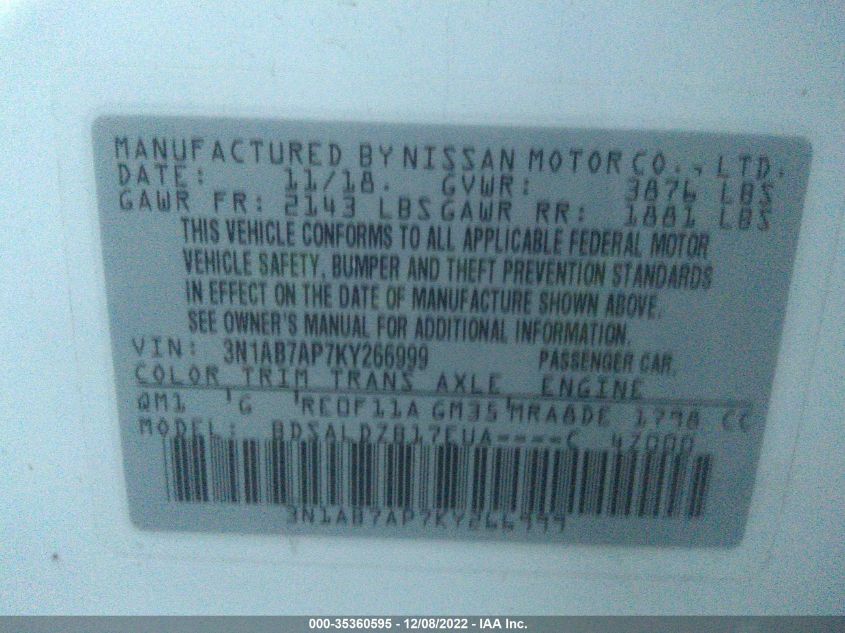 MANUFACTURED BY NISSAN MOTOR CO., LTD.
DATE: 11/18. GVWR: 3876 LBS
GAWR FR: 2143 LBS GAWR RR: 1881 LBS
THIS VEHICLE CONFORMS TO ALL APPLICABLE FEDERAL MOTOR
VEHICLE SAFETY, BUMPER AND THEFT PREVENTION STANDARDS
IN EFFECT ON THE DATE OF MANUFACTURE SHOWN ABOVE.
SEE OWNER'S MANUAL FOR ADDITIONAL INFORMATION.
VIN: 3N1AB7AP7KY266999 PASSENGER CAR.
COLOR TRIM TRANS AXLE ENGINE
QM1 G RE0F11A GM35 MRA8DE 1798 CC
MODEL: BDSALDZB17EUA----C 4Z000
3N1AB7AP7KY266999
000-35360595 - 12/08/2022 - IAA Inc.